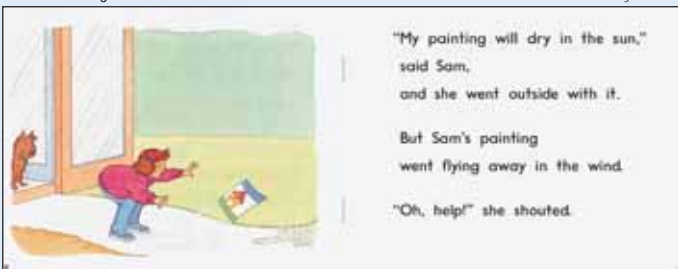 "My painting will dry in the sun,"
said Sam,
and she went outside with it.
But Sam's painting
went flying away in the wind.
"Oh, help!" she shouted.